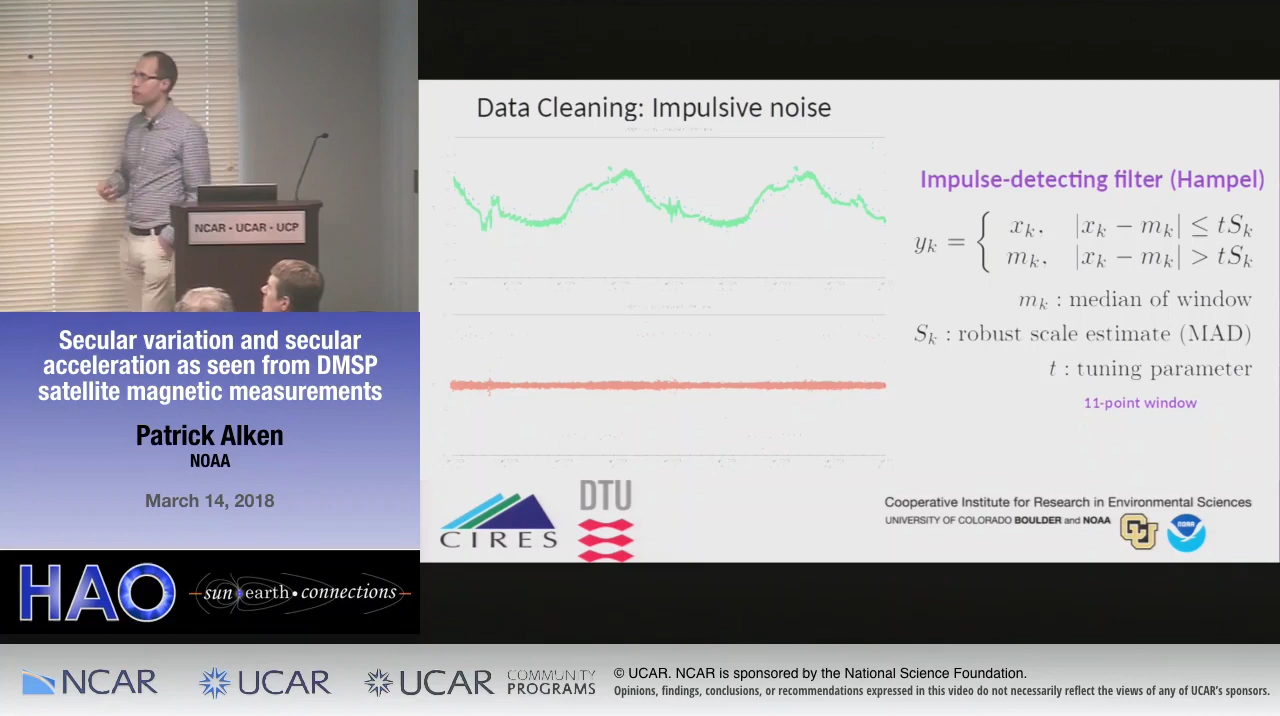 NCAR • UCAR • UCP
Secular variation and secular
acceleration as seen from DMSP
satellite magnetic measurements
Patrick Alken
NOAA
March 14, 2018
HAO
sun earth • connections
Data Cleaning: Impulsive noise
Impulse-detecting filter (Hampel)
y_k = { x_k, |x_k − m_k| ≤ tS_k
m_k, |x_k − m_k| > tS_k
m_k : median of window
S_k : robust scale estimate (MAD)
t : tuning parameter
11-point window
CIRES
DTU
Cooperative Institute for Research in Environmental Sciences
UNIVERSITY OF COLORADO BOULDER and NOAA
CU
NOAA
NCAR
UCAR
UCAR COMMUNITY
PROGRAMS
© UCAR. NCAR is sponsored by the National Science Foundation.
Opinions, findings, conclusions, or recommendations expressed in this video do not necessarily reflect the views of any of UCAR's sponsors.